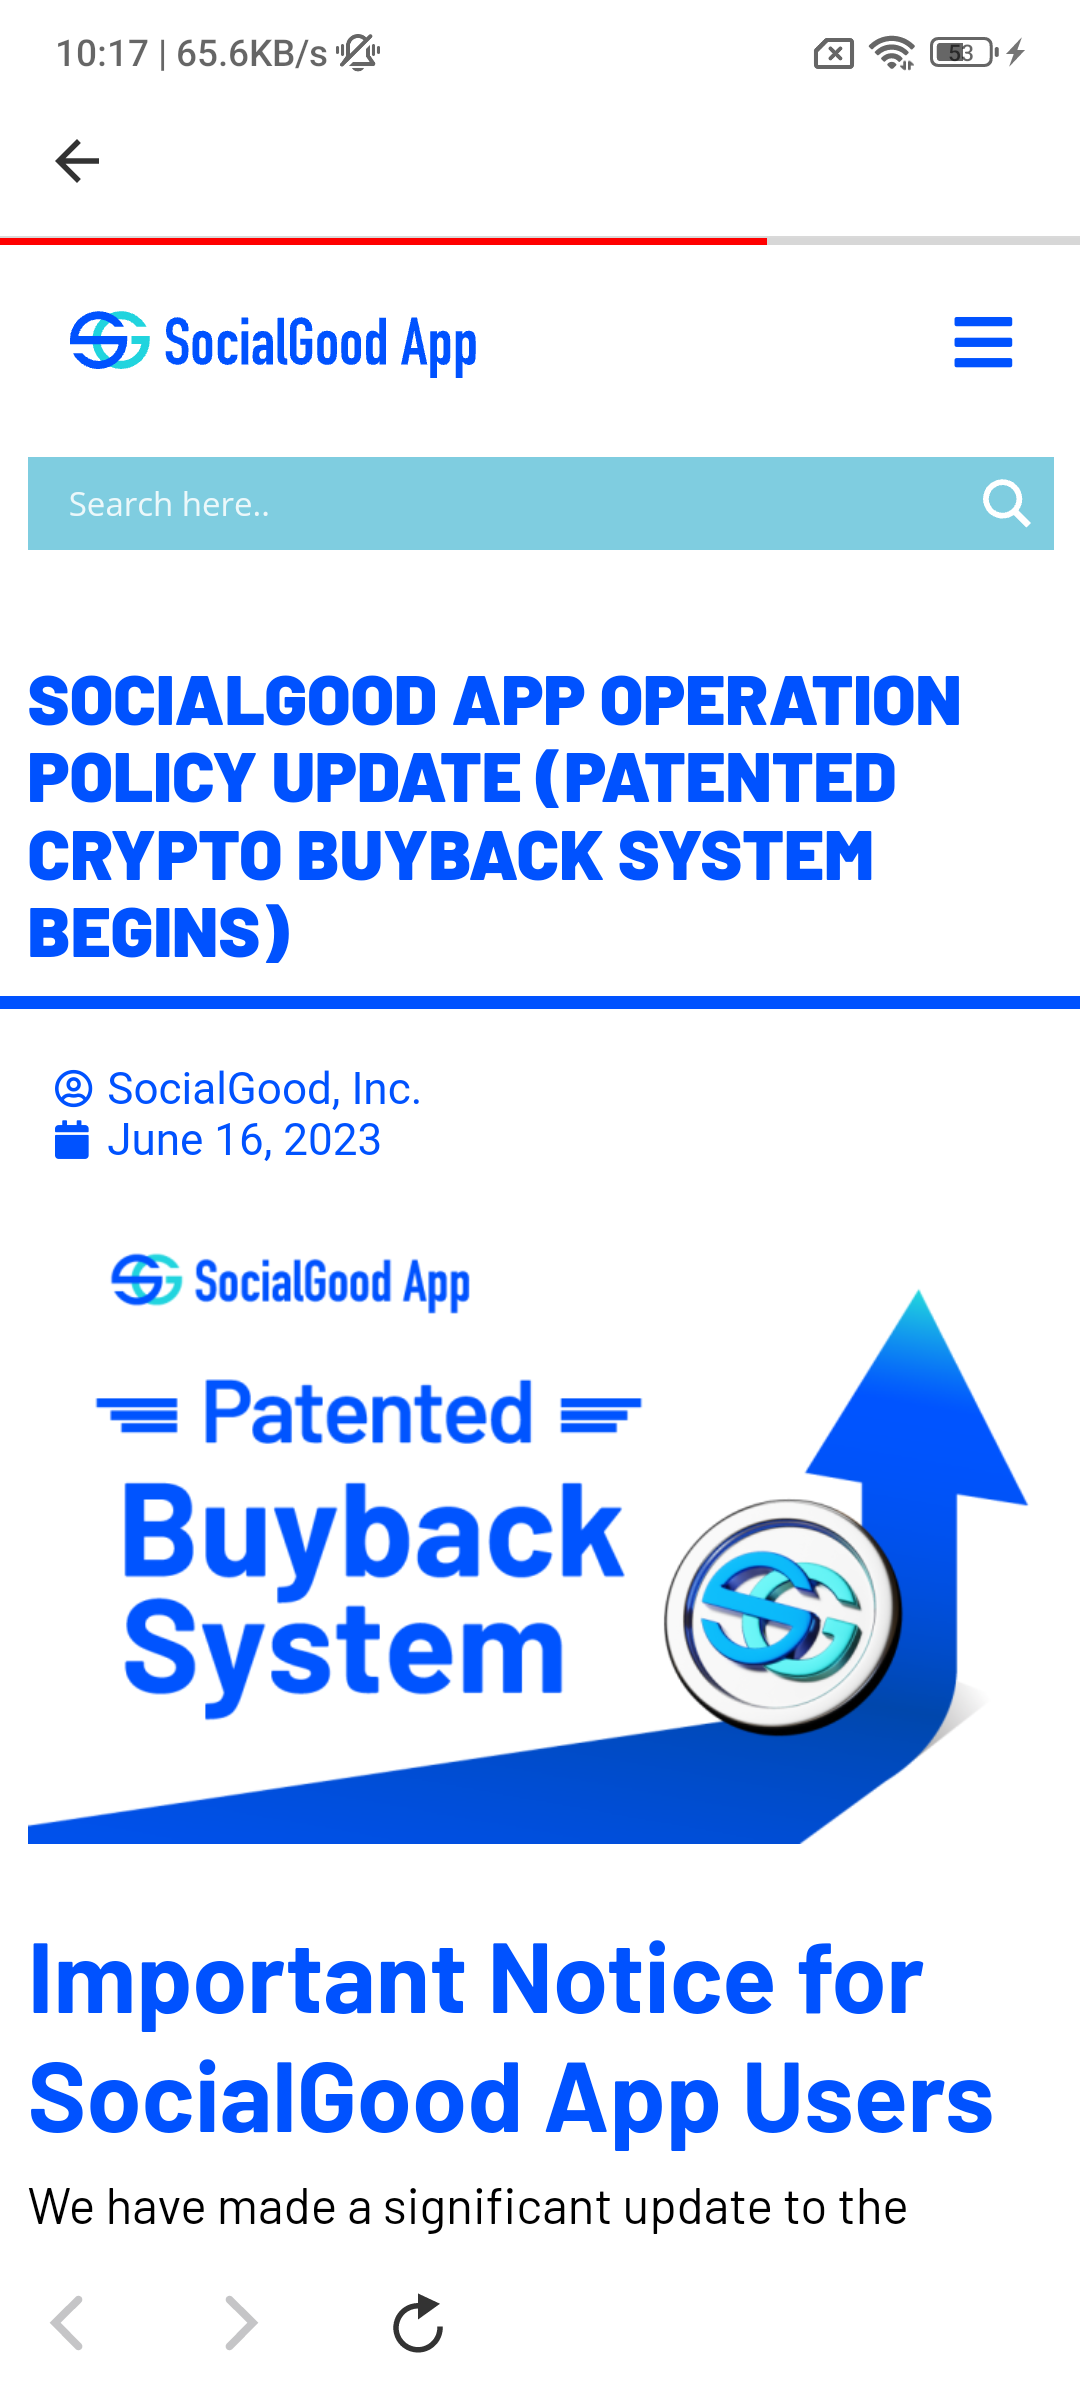 10:17 | 65.6KB/s
53
SocialGood App
Search here..
SOCIALGOOD APP OPERATION
POLICY UPDATE (PATENTED
CRYPTO BUYBACK SYSTEM
BEGINS)
SocialGood, Inc.
June 16, 2023
SocialGood App
Patented
Buyback
System
SG
Important Notice for
SocialGood App Users
We have made a significant update to the